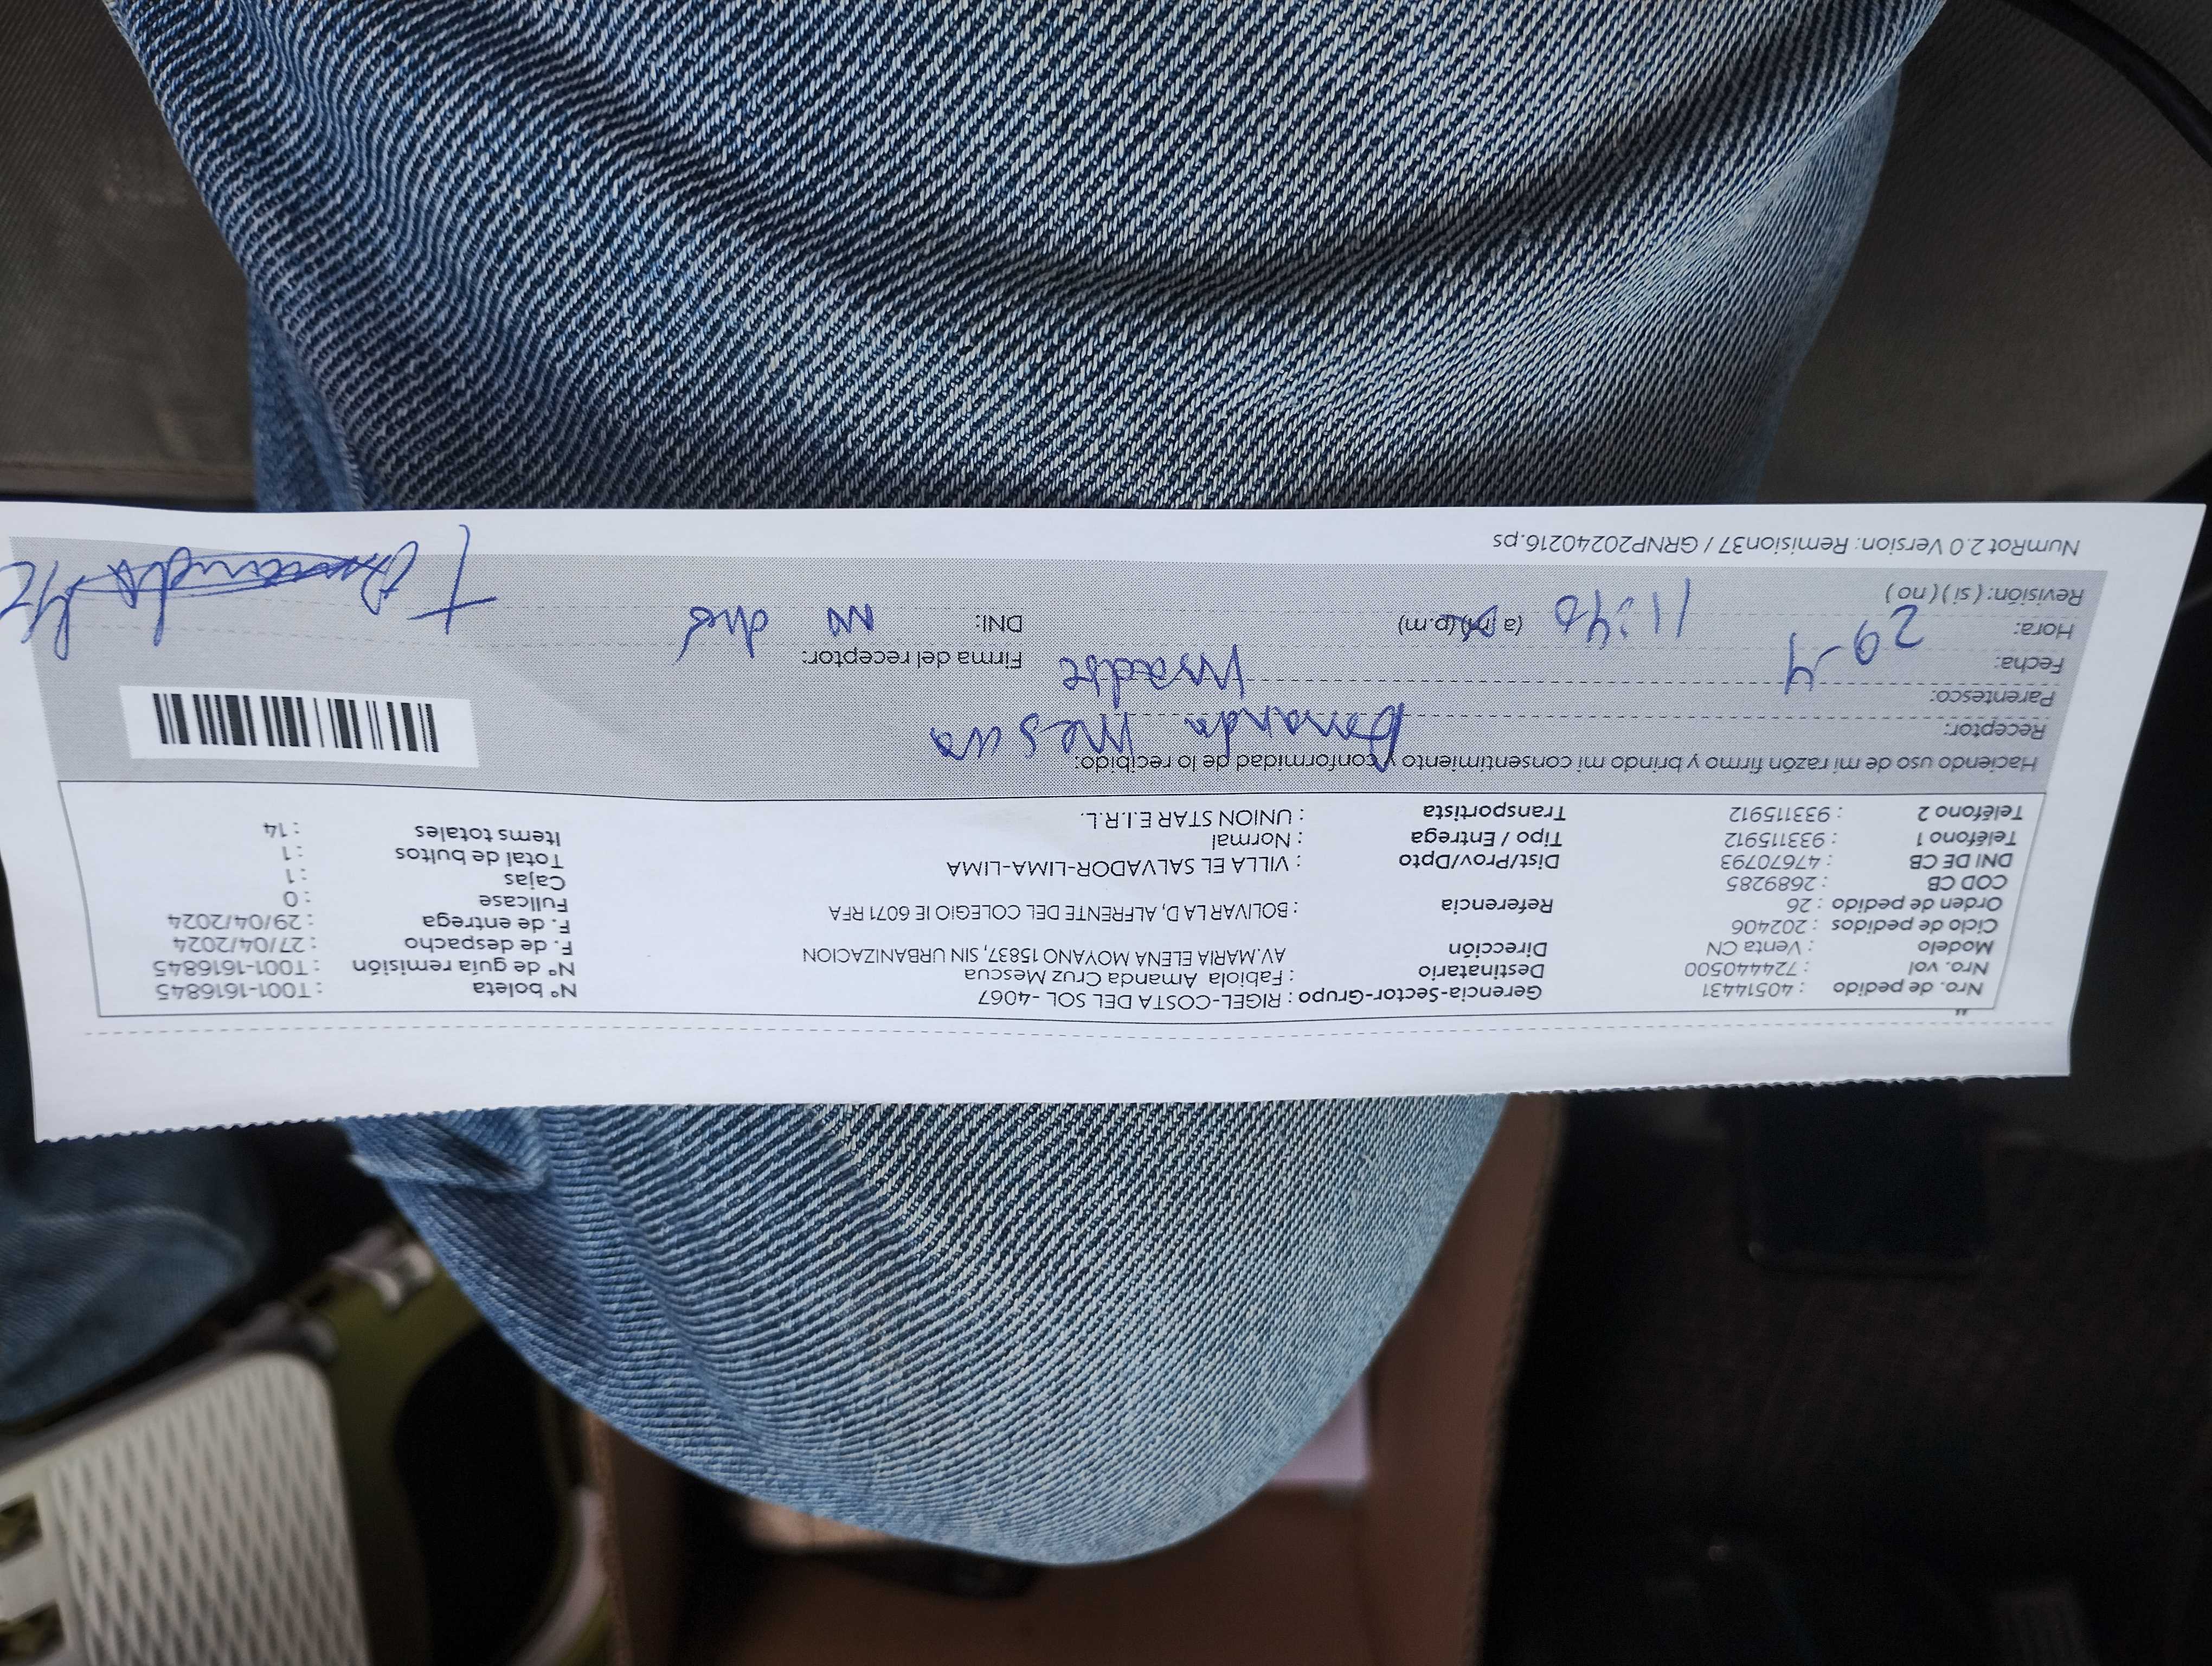 Nro. de pedido : 40514431
Nro. vol : 724440500
Modelo : Venta CN
Ciclo de pedidos : 202406
Orden de pedido : 26
COD CB : 2689285
DNI DE CB : 47670793
Teléfono 1 : 933115912
Teléfono 2 : 933115912
Gerencia-Sector-Grupo : RIGEL-COSTA DEL SOL -4067
Destinatario : Fabiola Amanda Cruz Mescua
Dirección AV.MARIA ELENA MOYANO 15837, SIN URBANIZACION
Referencia : BOLIVAR LA D, ALFRENTE DEL COLEGIO IE 6071 RFA
Dist/Prov/Dpto : VILLA EL SALVADOR-LIMA-LIMA
Tipo / Entrega : Normal
Transportista : UNION STAR E.I.R.L.
N° boleta : T001-1616845
N° de guia remisión : T001-1616845
F. de despacho : 27/04/2024
F. de entrega : 29/04/2024
Fullcase : 0
Cajas : 1
Total de bultos : 1
Items totales : 14
Haciendo uso de mi razón firmo y brindo mi consentimiento y conformidad de lo recibido:
Receptor: Amanda Mescua
Parentesco: Madre
Fecha: 29-4
Hora: 11:40 (a.m) (p.m)
Revisión: ( si ) ( no )
Firma del receptor:
DNI: no dio
NumRot 2.0 Version: Remision37 / GRNP20240216.ps